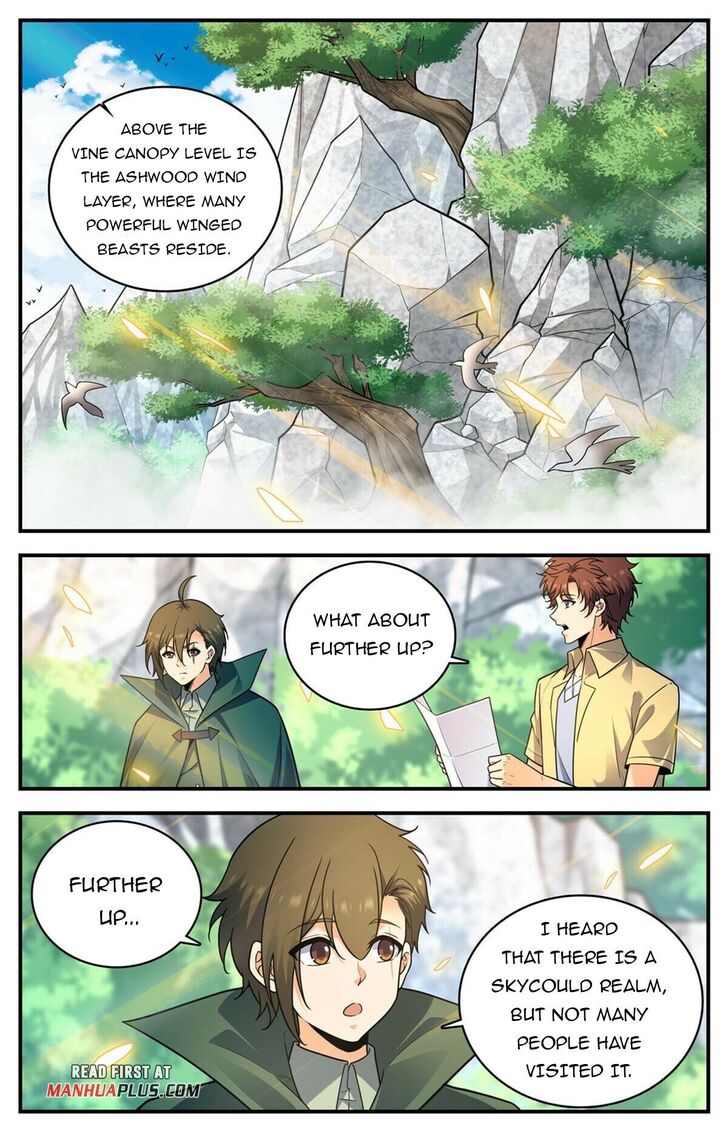 ABOVE THE
VINE CANOPY LEVEL IS
THE ASHWOOD WIND
LAYER, WHERE MANY
POWERFUL WINGED
BEASTS RESIDE.
WHAT ABOUT
FURTHER UP?
FURTHER
UP...
I HEARD
THAT THERE IS A
SKYCOULD REALM,
BUT NOT MANY
PEOPLE HAVE
VISITED IT.
READ FIRST AT
MANHUAPLUS.COM